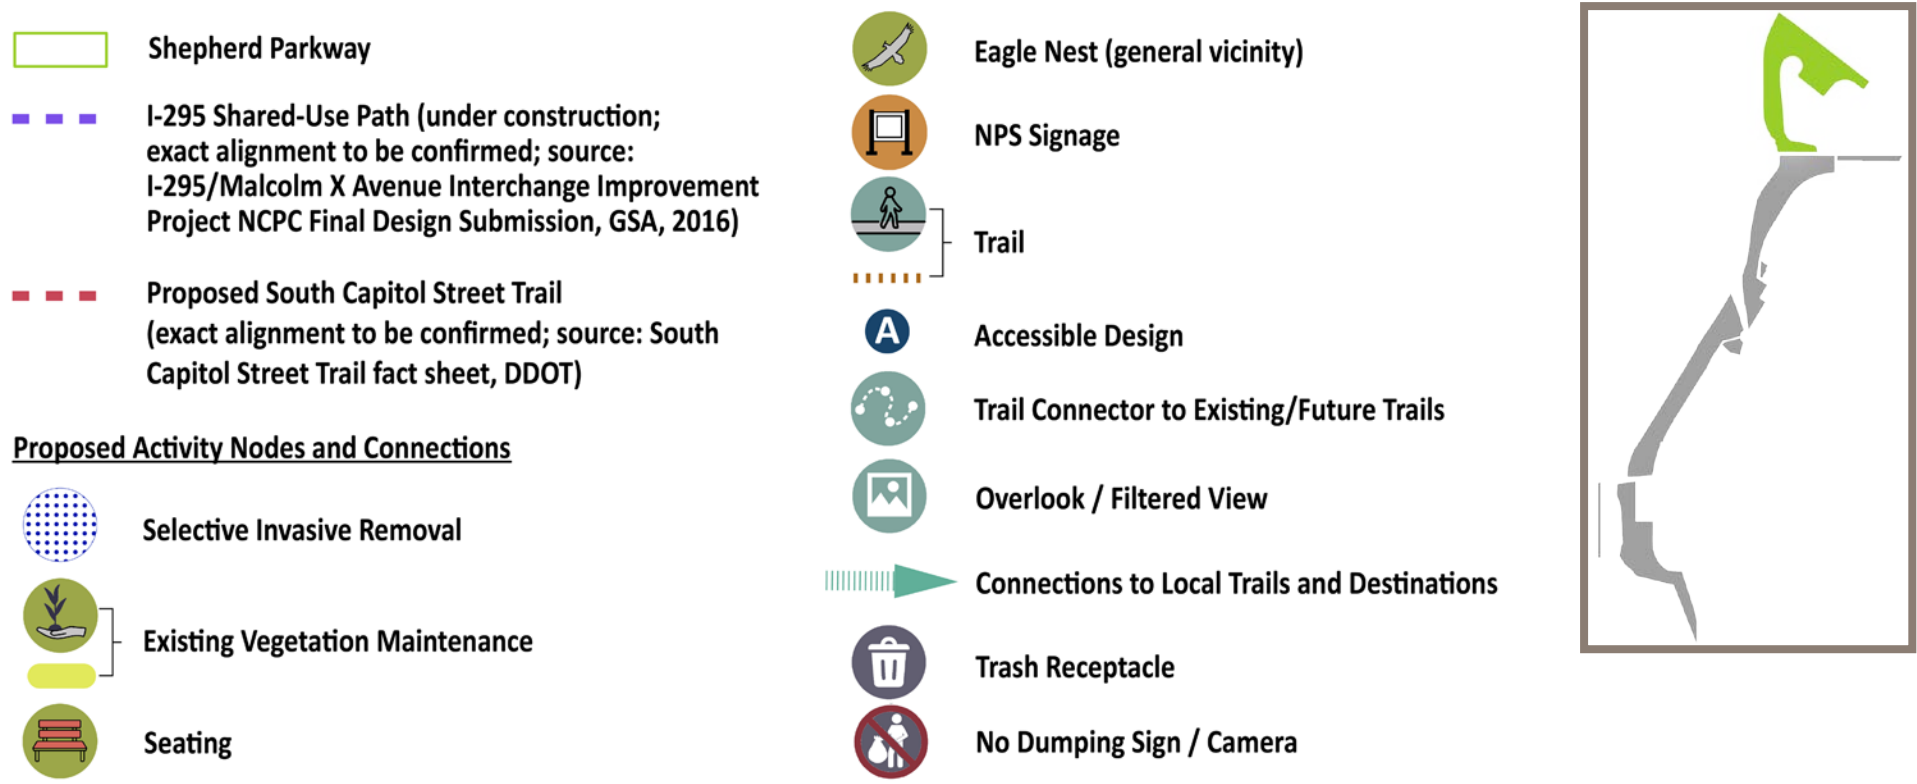 Shepherd Parkway
I-295 Shared-Use Path (under construction;
exact alignment to be confirmed; source:
I-295/Malcolm X Avenue Interchange Improvement
Project NCPC Final Design Submission, GSA, 2016)
Proposed South Capitol Street Trail
(exact alignment to be confirmed; source: South
Capitol Street Trail fact sheet, DDOT)
Proposed Activity Nodes and Connections
Selective Invasive Removal
Existing Vegetation Maintenance
Seating
Eagle Nest (general vicinity)
NPS Signage
Trail
A
Accessible Design
Trail Connector to Existing/Future Trails
Overlook / Filtered View
Connections to Local Trails and Destinations
Trash Receptacle
No Dumping Sign / Camera